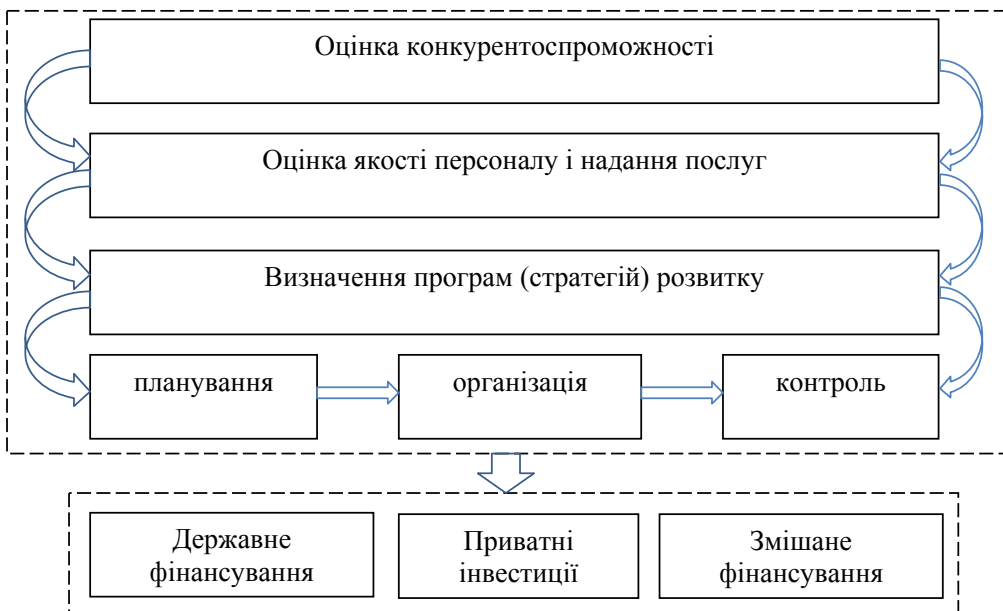 Оцінка конкурентоспроможності
Оцінка якості персоналу і надання послуг
Визначення програм (стратегій) розвитку
планування
організація
контроль
Державне
фінансування
Приватні
інвестиції
Змішане
фінансування